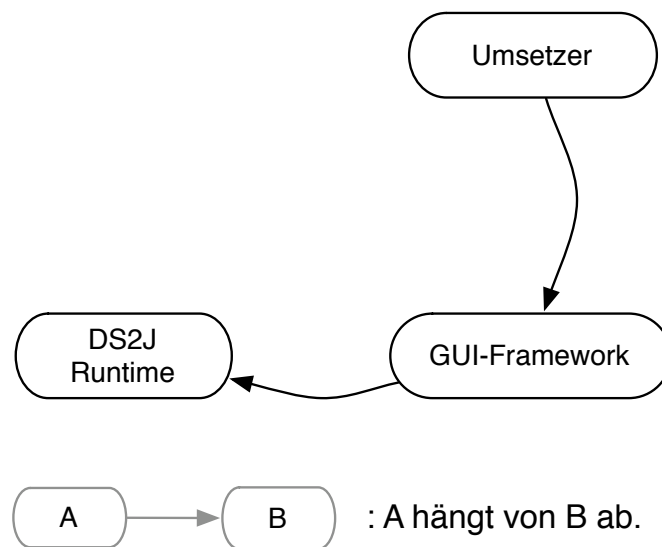 Umsetzer
DS2J
Runtime
GUI-Framework
A
B
: A hängt von B ab.